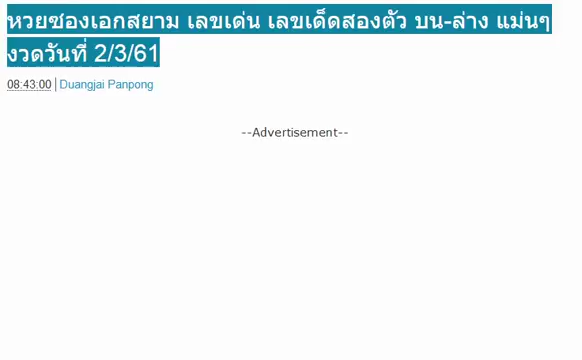 หวยซองเอกสยาม เลขเด่น เลขเด็ดสองตัว บน-ล่าง แม่นๆ
งวดวันที่ 2/3/61
08:43:00 | Duangjai Panpong
--Advertisement--